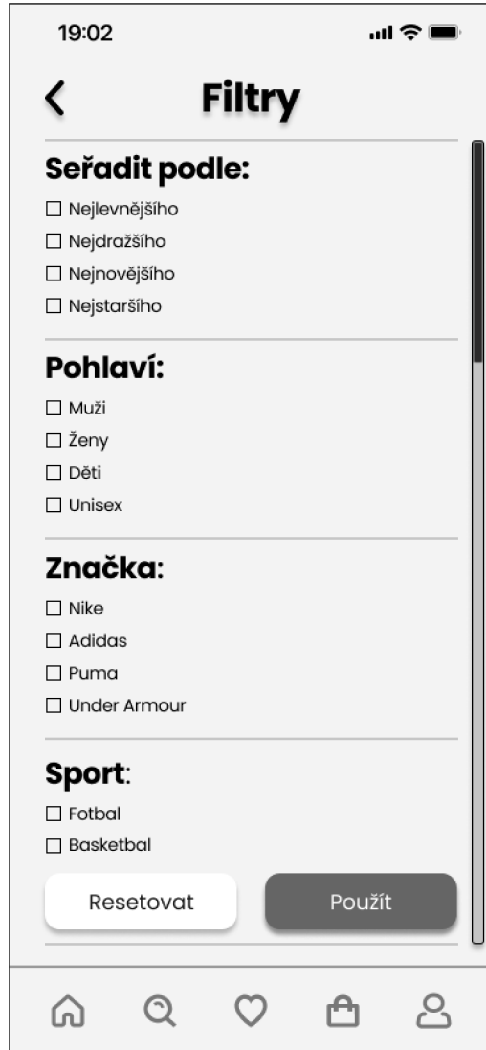 19:02
Filtry
Seřadit podle:
Nejlevnějšího
Nejdražšího
Nejnovějšího
Nejstaršího
Pohlaví:
Muži
Ženy
Děti
Unisex
Značka:
Nike
Adidas
Puma
Under Armour
Sport:
Fotbal
Basketbal
Resetovat
Použít